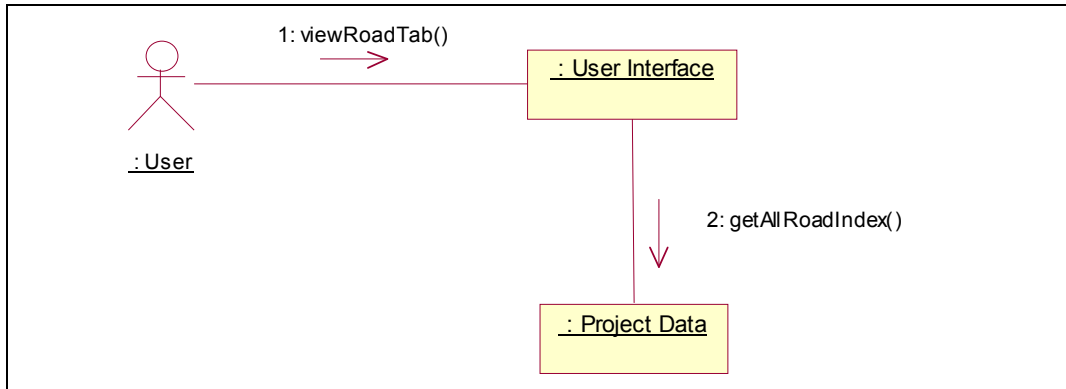 1: viewRoadTab()
: User Interface
: User
2: getAllRoadIndex()
: Project Data